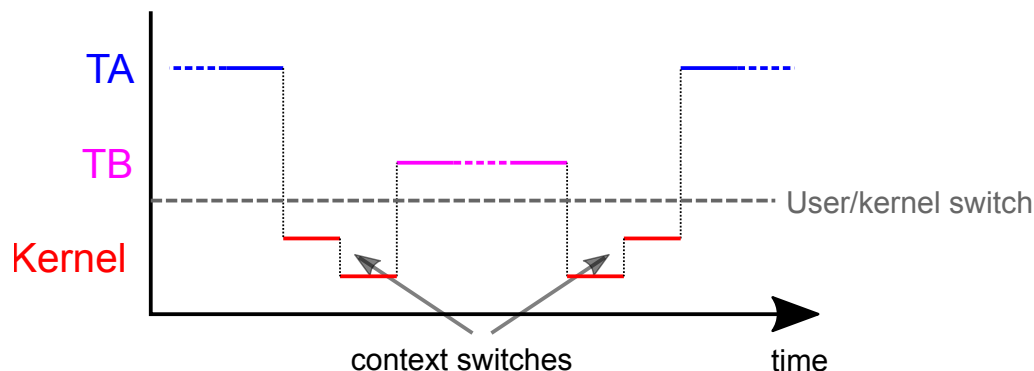 TA
TB
User/kernel switch
Kernel
context switches
time